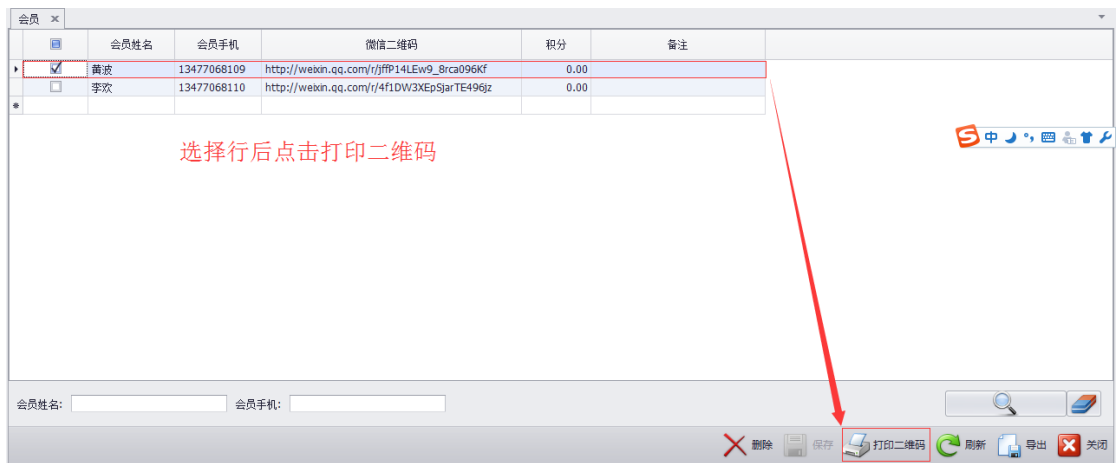 会员
会员姓名 会员手机 微信二维码 积分 备注
黄波 13477068109 http://weixin.qq.com/r/jffP14LEw9_8rca096Kf 0.00
李欢 13477068110 http://weixin.qq.com/r/4f1DW3XEpSjarTE496jz 0.00
中
选择行后点击打印二维码
会员姓名: 会员手机:
删除 保存 打印二维码 刷新 导出 关闭